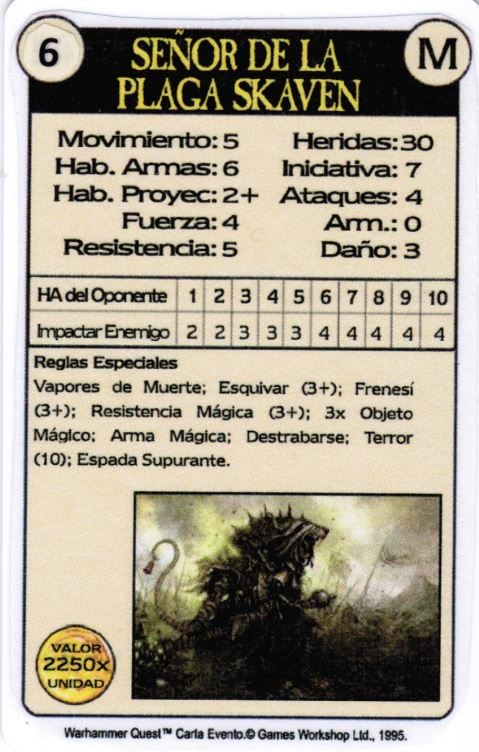 6
SEÑOR DE LA
M
PLAGA SKAVEN
Movimiento: 5 Heridas: 30
Hab. Armas: 6 Iniciativa: 7
Hab. Proyec: 2+ Ataques: 4
Fuerza: 4 Arm.: 0
Resistencia: 5 Daño: 3
HA del Oponente 1 2 3 4 5 6 7 8 9 10
Impactar Enemigo 2 2 3 3 3 4 4 4 4 4
Reglas Especiales
Vapores de Muerte; Esquivar (3+); Frenesí
(3+); Resistencia Mágica (3+); 3x Objeto
Mágico; Arma Mágica; Destrabarse; Terror
(10); Espada Supurante.
VALOR
2250x
UNIDAD
Warhammer Quest™ Carta Evento.© Games Workshop Ltd., 1995.